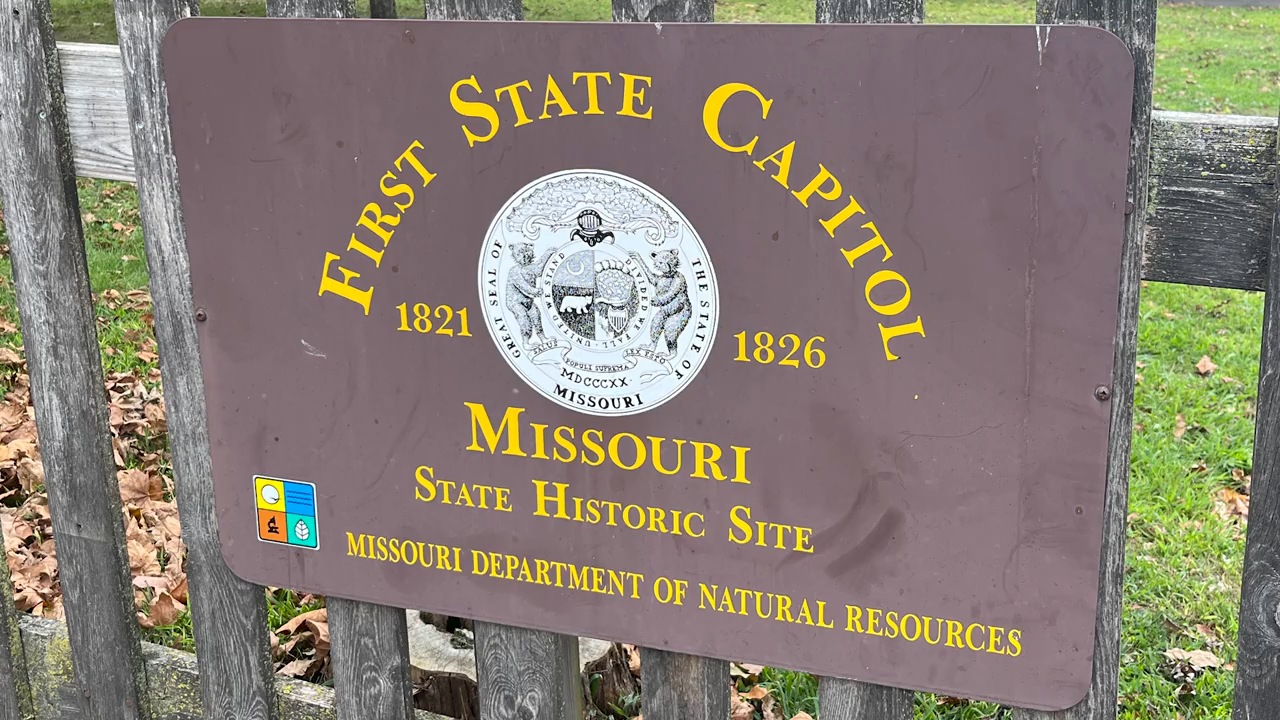 First State Capitol
1821
1826
GREAT SEAL OF THE STATE OF
MISSOURI
UNITED WE STAND DIVIDED WE FALL
SALUS POPULI SUPREMA LEX ESTO
MDCCCXX
Missouri
State Historic Site
MISSOURI DEPARTMENT OF NATURAL RESOURCES